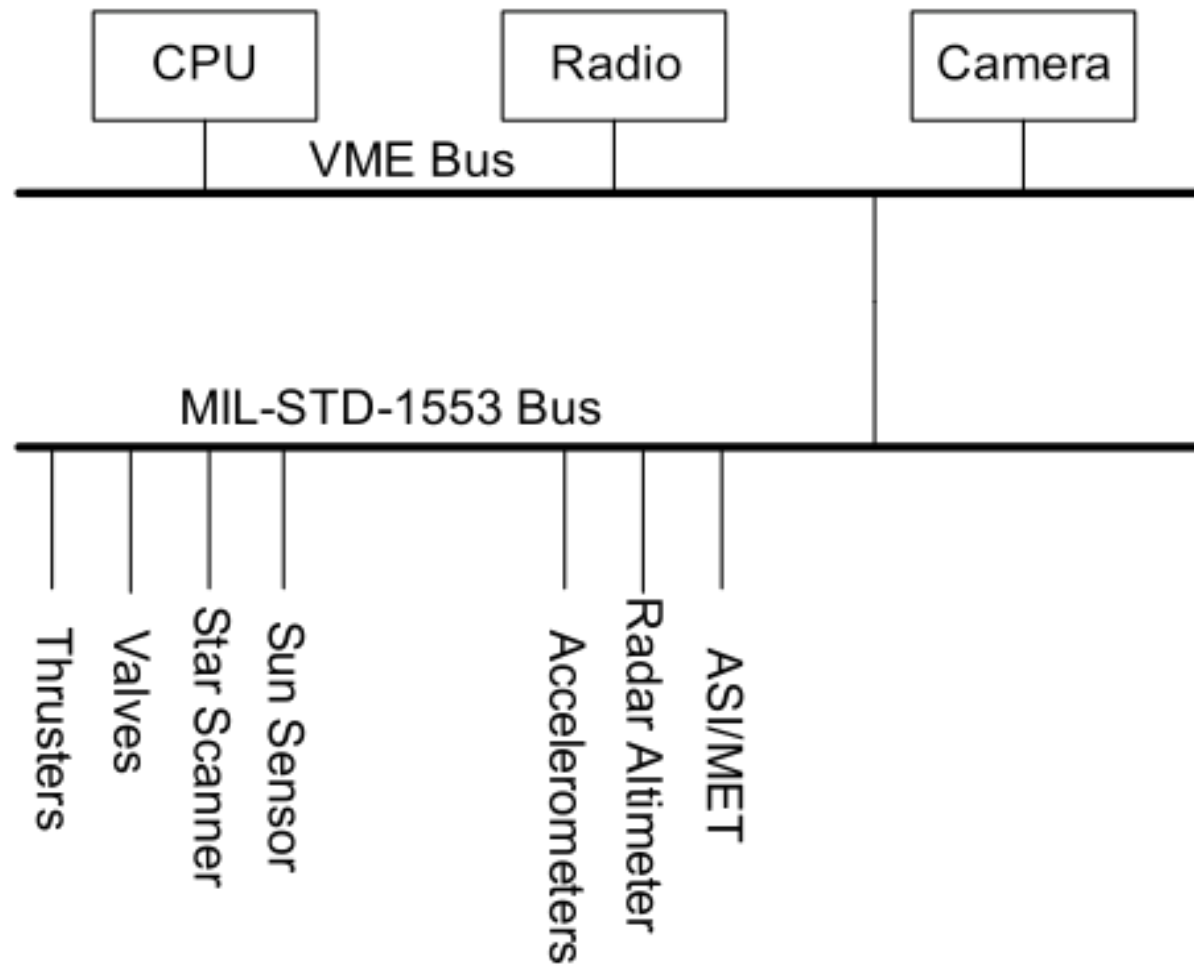 CPU
Radio
Camera
VME Bus
MIL-STD-1553 Bus
Thrusters
Valves
Star Scanner
Sun Sensor
Accelerometers
Radar Altimeter
ASI/MET